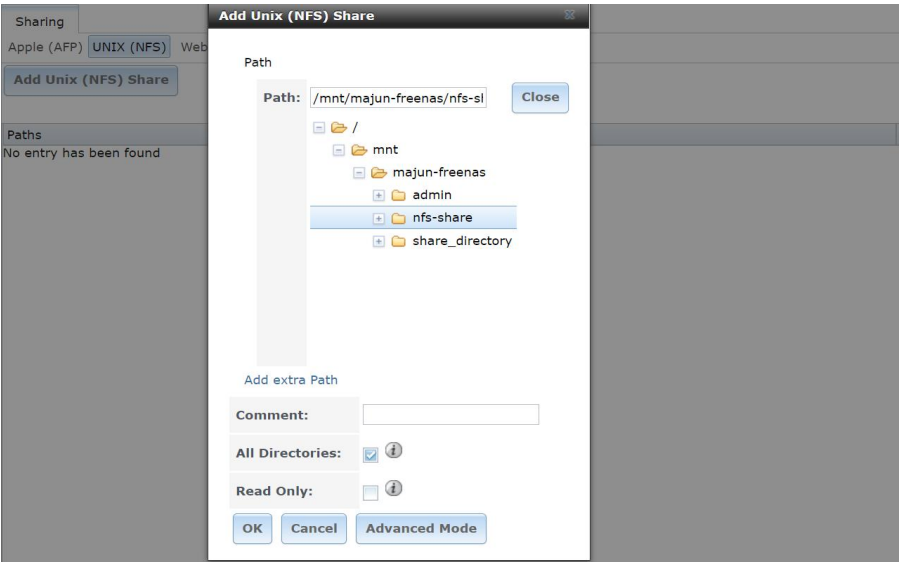 Sharing
Add Unix (NFS) Share
Apple (AFP) UNIX (NFS) Web
Add Unix (NFS) Share
Paths
No entry has been found
Path
Path: /mnt/majun-freenas/nfs-sl Close
/
mnt
majun-freenas
admin
nfs-share
share_directory
Add extra Path
Comment:
All Directories:
Read Only:
OK Cancel Advanced Mode